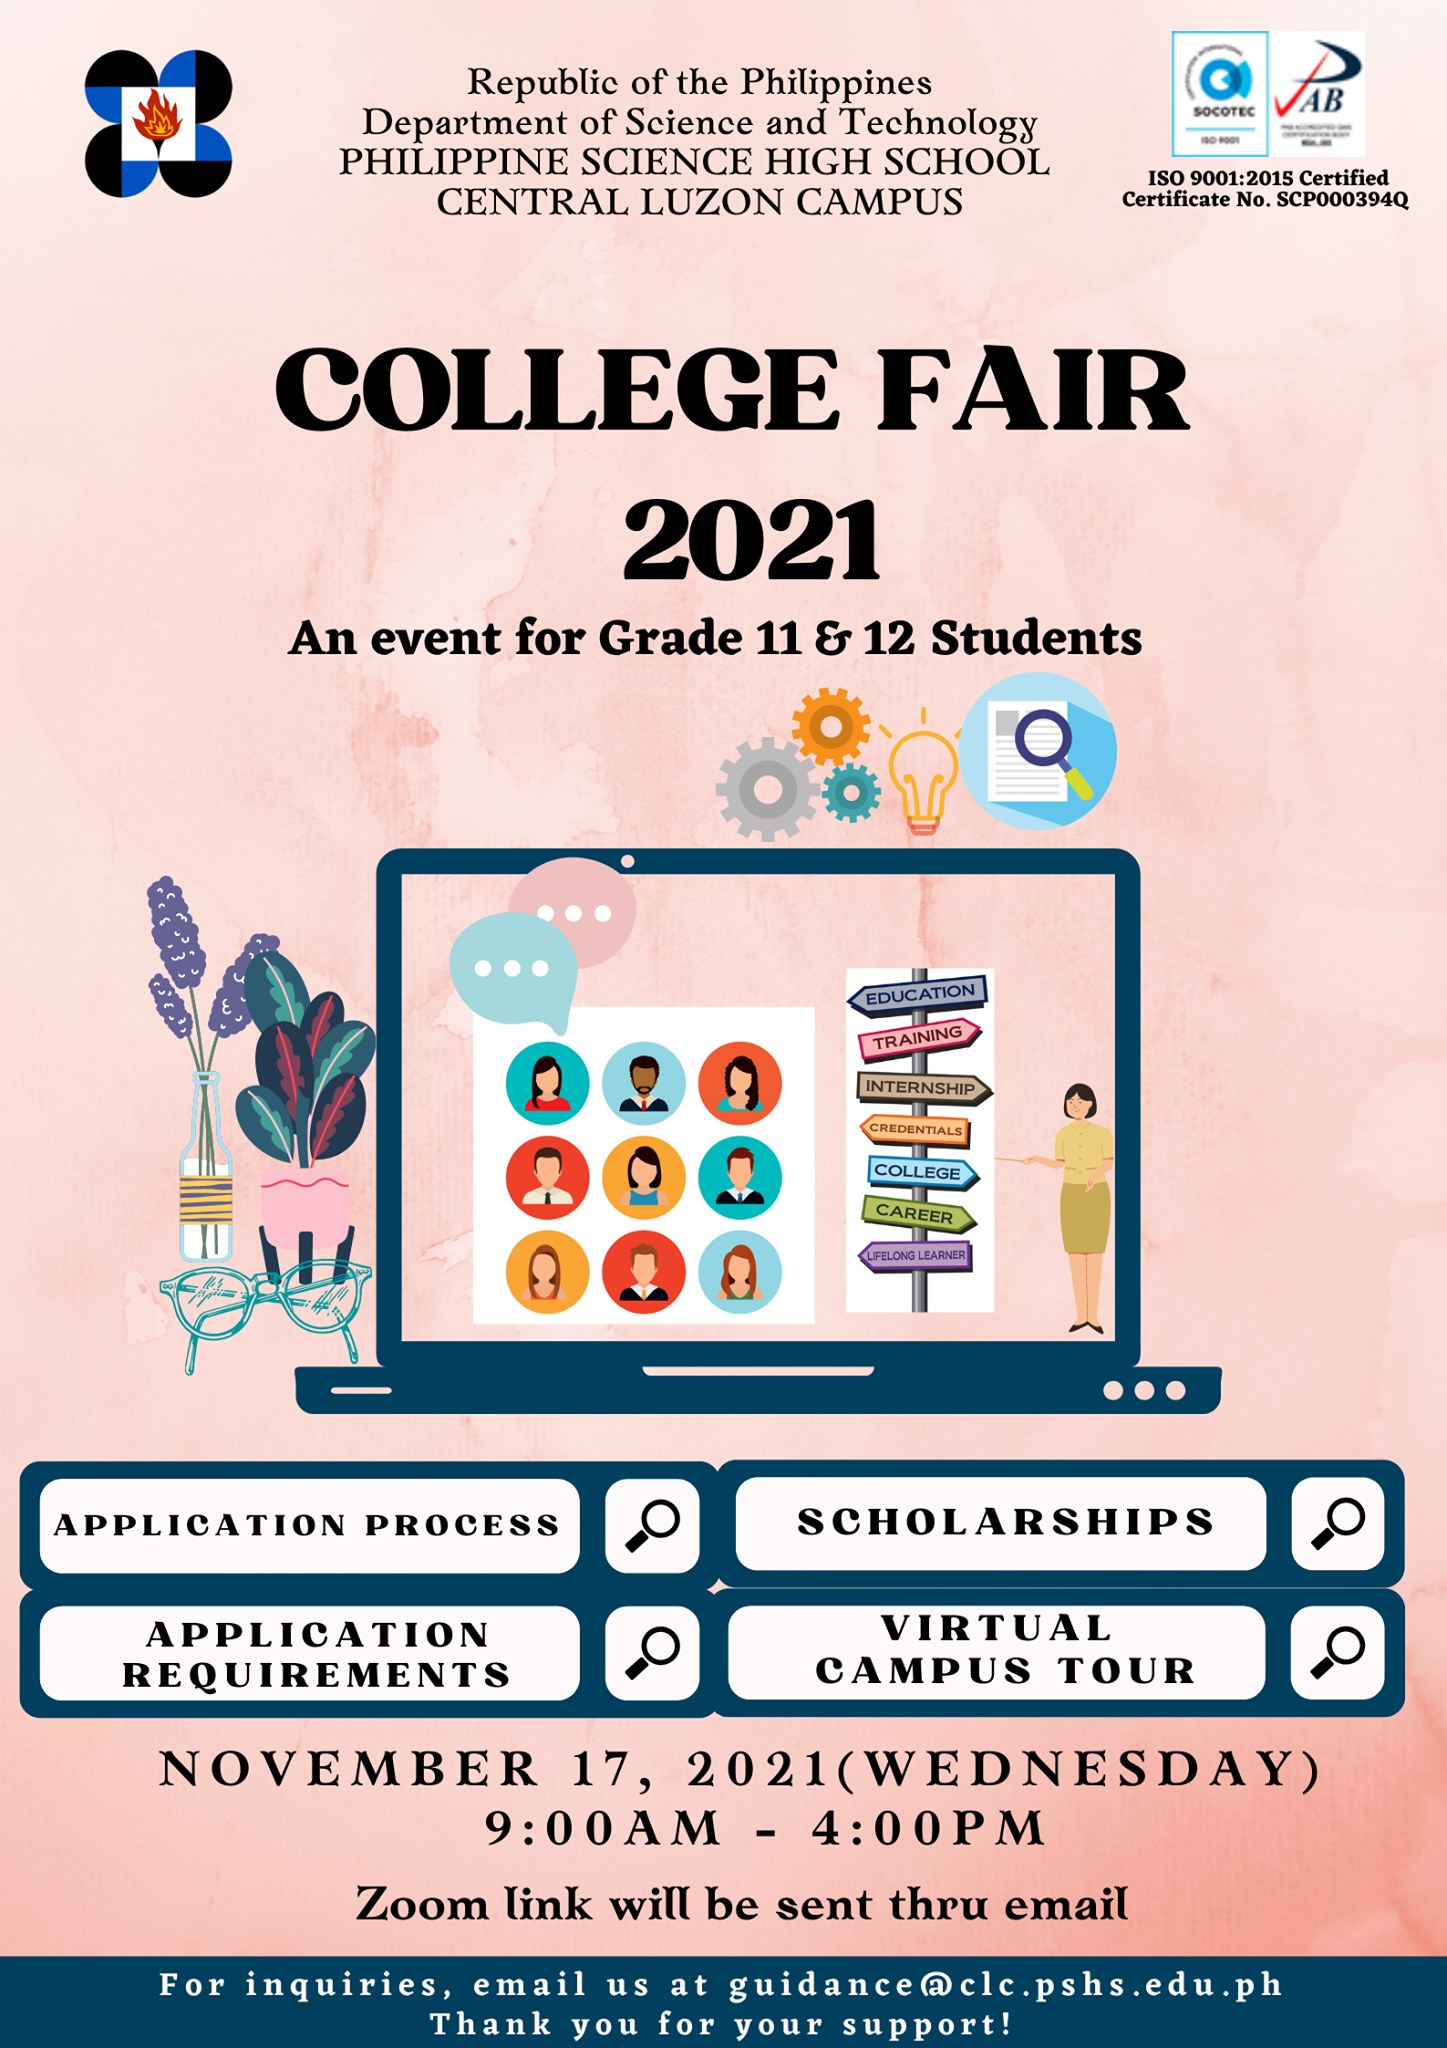 Republic of the Philippines
Department of Science and Technology
PHILIPPINE SCIENCE HIGH SCHOOL
CENTRAL LUZON CAMPUS
SOCOTEC
ISO 9001
PAB
ISO 9001:2015 Certified
Certificate No. SCP000394Q
COLLEGE FAIR
2021
An event for Grade 11 & 12 Students
EDUCATION
TRAINING
INTERNSHIP
CREDENTIALS
COLLEGE
CAREER
LIFELONG LEARNER
APPLICATION PROCESS
SCHOLARSHIPS
APPLICATION
REQUIREMENTS
VIRTUAL
CAMPUS TOUR
NOVEMBER 17, 2021(WEDNESDAY)
9:00AM - 4:00PM
Zoom link will be sent thru email
For inquiries, email us at guidance@clc.pshs.edu.ph
Thank you for your support!